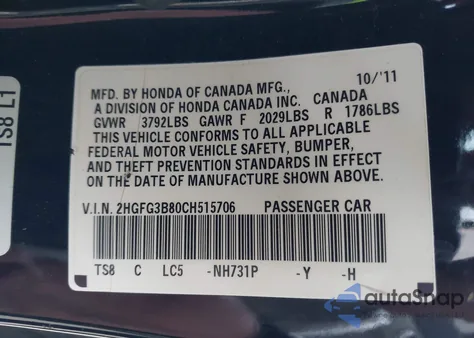 TS8 L1
MFD. BY HONDA OF CANADA MFG., 10/'11
A DIVISION OF HONDA CANADA INC. CANADA
GVWR 3792LBS GAWR F 2029LBS R 1786LBS
THIS VEHICLE CONFORMS TO ALL APPLICABLE
FEDERAL MOTOR VEHICLE SAFETY, BUMPER,
AND THEFT PREVENTION STANDARDS IN EFFECT
ON THE DATE OF MANUFACTURE SHOWN ABOVE.
V.I.N. 2HGFG3B80CH515706 PASSENGER CAR
TS8 C LC5 -NH731P -Y -H
autoSnap